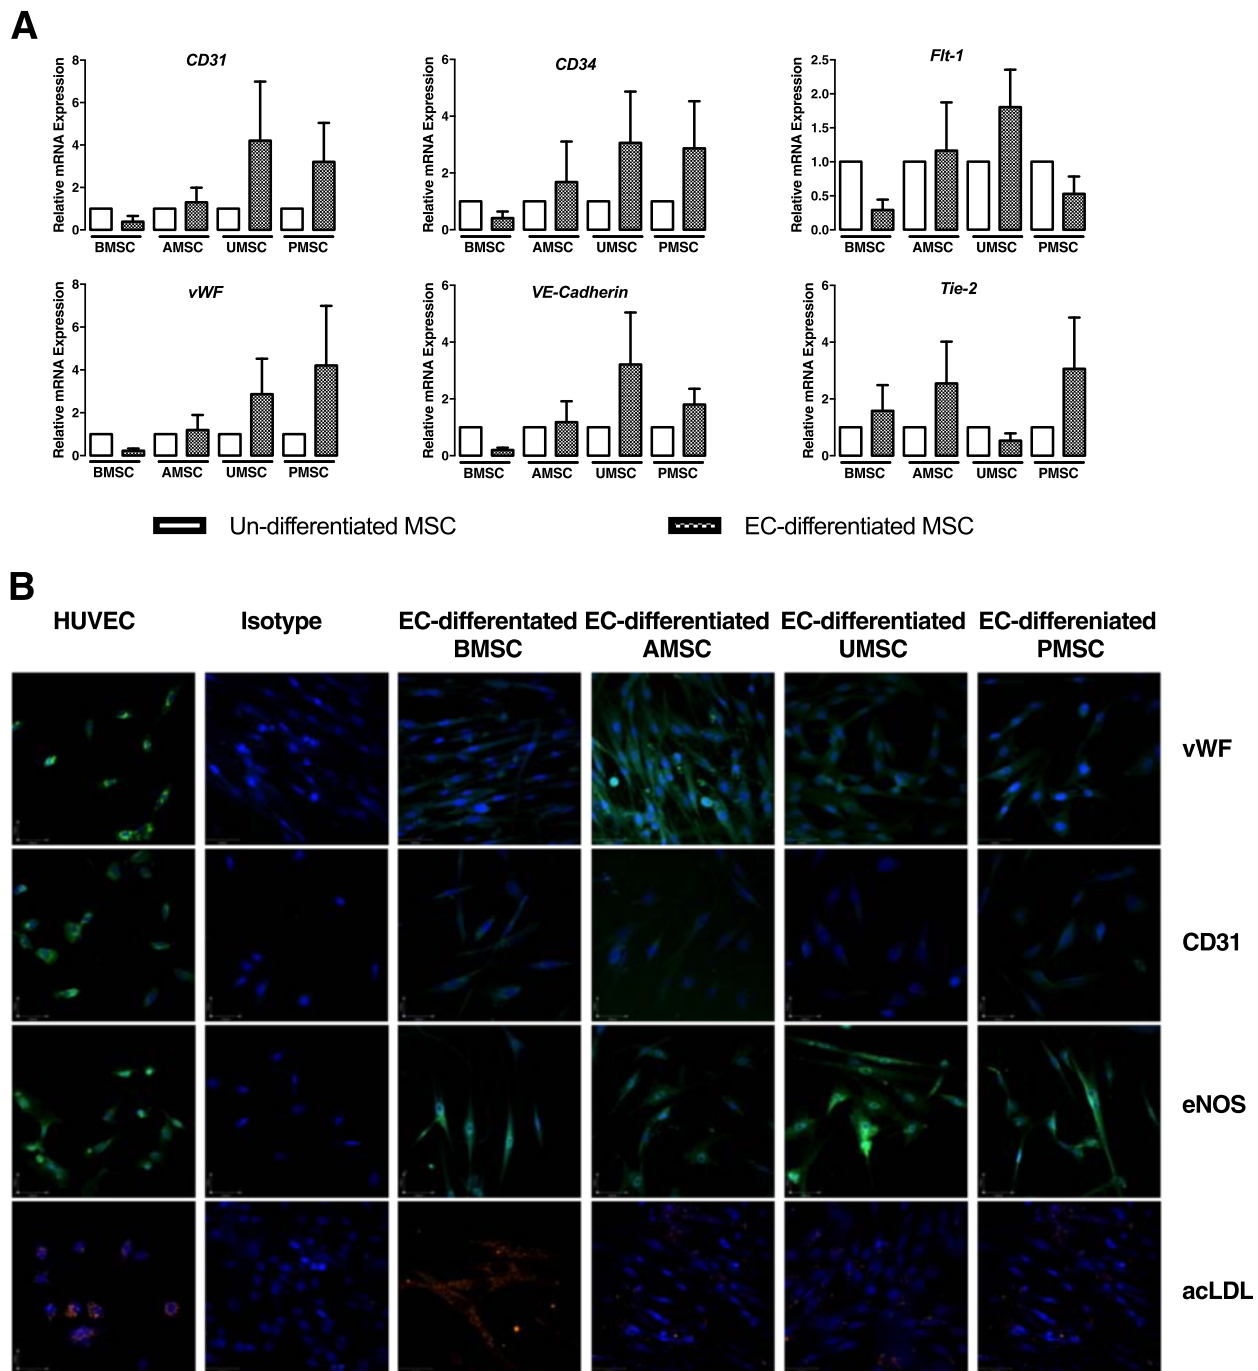 A
CD31
Relative mRNA Expression
8
6
4
2
0
BMSC AMSC UMSC PMSC
CD34
Relative mRNA Expression
6
4
2
0
BMSC AMSC UMSC PMSC
Flt-1
Relative mRNA Expression
2.5
2.0
1.5
1.0
0.5
0.0
BMSC AMSC UMSC PMSC
vWF
Relative mRNA Expression
8
6
4
2
0
BMSC AMSC UMSC PMSC
VE-Cadherin
Relative mRNA Expression
6
4
2
0
BMSC AMSC UMSC PMSC
Tie-2
Relative mRNA Expression
6
4
2
0
BMSC AMSC UMSC PMSC
Un-differentiated MSC
EC-differentiated MSC
B
HUVEC
Isotype
EC-differentated
BMSC
EC-differentiated
AMSC
EC-differentiated
UMSC
EC-differeniated
PMSC
vWF
CD31
eNOS
acLDL